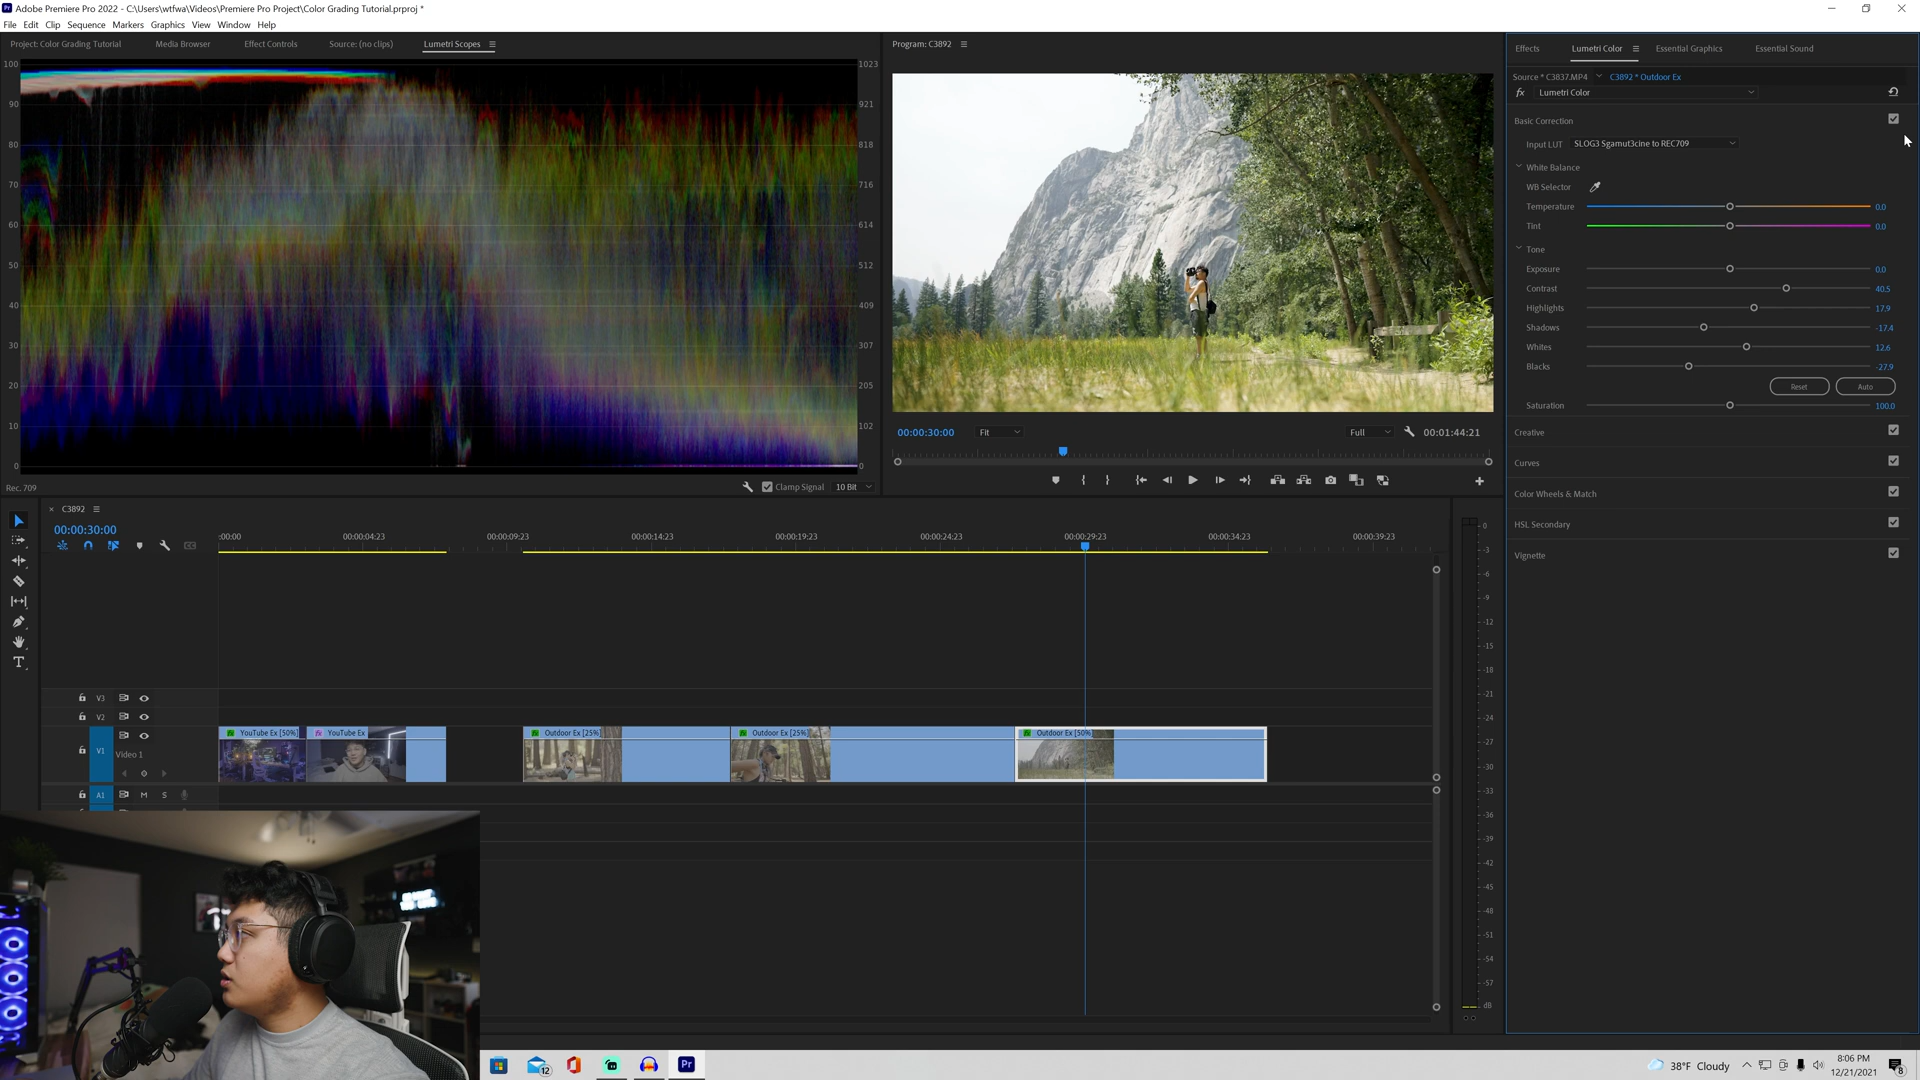 Adobe Premiere Pro 2022 - C:\Users\wtfwa\Videos\Premiere Pro Project\Color Grading Tutorial.prproj *
File Edit Clip Sequence Markers Graphics View Window Help
Project: Color Grading Tutorial Media Browser Effect Controls Source: (no clips) Lumetri Scopes
100 1023
90 921
80 818
70 716
60 614
50 512
40 409
30 307
20 205
10 102
0 0
Rec. 709 Clamp Signal 10 Bit
Program: C3892
00:00:30:00 Fit Full 00:01:44:21
Effects Lumetri Color Essential Graphics Essential Sound
Source * C3837.MP4 C3892 * Outdoor Ex
fx Lumetri Color
Basic Correction
Input LUT SLOG3 Sgamut3cine to REC709
White Balance
WB Selector
Temperature 0.0
Tint 0.0
Tone
Exposure 0.0
Contrast 40.5
Highlights 17.9
Shadows -17.4
Whites 12.6
Blacks -27.9
Reset Auto
Saturation 100.0
Creative
Curves
Color Wheels & Match
HSL Secondary
Vignette
C3892
00:00:30:00
:00:00 00:00:04:23 00:00:09:23 00:00:14:23 00:00:19:23 00:00:24:23 00:00:29:23 00:00:34:23 00:00:39:23
V3
V2
V1 Video 1
YouTube Ex [50%] YouTube Ex Outdoor Ex [25%] Outdoor Ex [25%] Outdoor Ex [50%]
A1 M S
0
-3
-6
-9
-12
-15
-18
-21
-24
-27
-30
-33
-36
-39
-42
-45
-48
-51
-54
-57
dB
12
Pr
38°F Cloudy
8:06 PM
12/21/2021
8